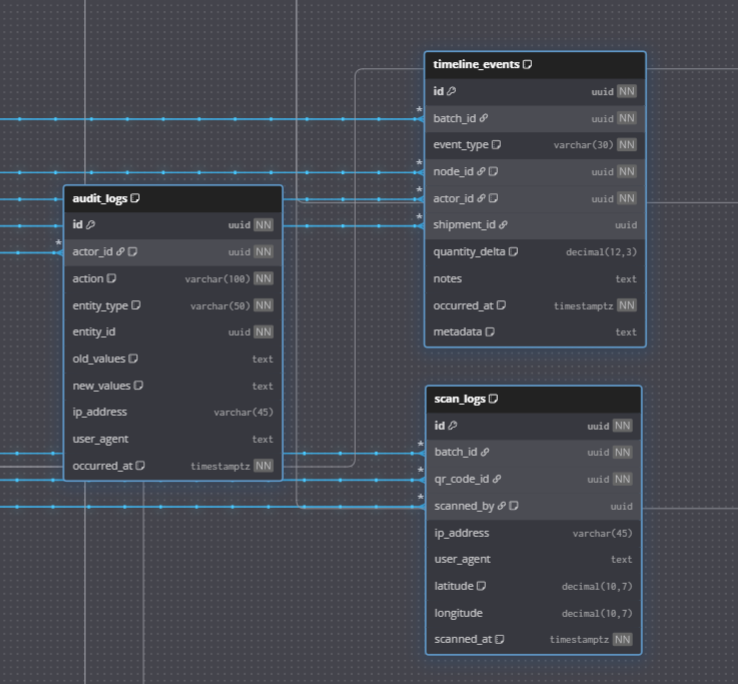 timeline_events
id uuid NN
* batch_id uuid NN
event_type varchar(30) NN
* node_id uuid NN
* actor_id uuid NN
* shipment_id uuid
quantity_delta decimal(12,3)
notes text
occurred_at timestamptz NN
metadata text
audit_logs
id uuid NN
* actor_id uuid NN
action varchar(100) NN
entity_type varchar(50) NN
entity_id uuid NN
old_values text
new_values text
ip_address varchar(45)
user_agent text
occurred_at timestamptz NN
scan_logs
id uuid NN
* batch_id uuid NN
* qr_code_id uuid NN
* scanned_by uuid
ip_address varchar(45)
user_agent text
latitude decimal(10,7)
longitude decimal(10,7)
scanned_at timestamptz NN